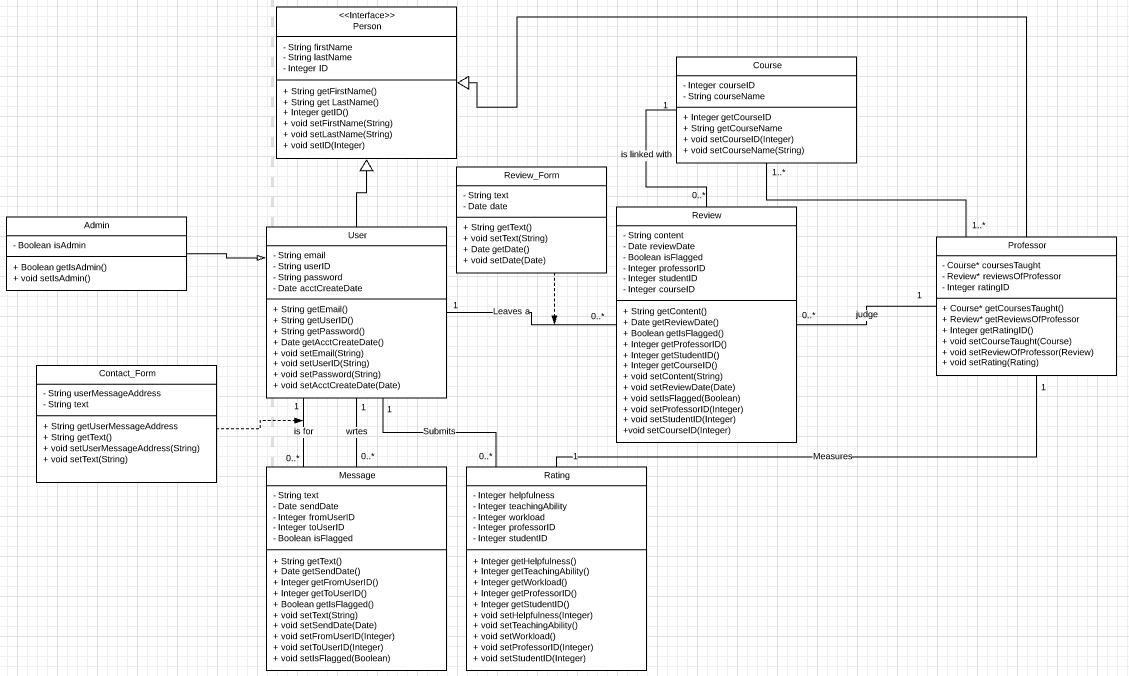 <<Interface>>
Person
- String firstName
- String lastName
- Integer ID
+ String getFirstName()
+ String get LastName()
+ Integer getID()
+ void setFirstName(String)
+ void setLastName(String)
+ void setID(Integer)
Course
- Integer courseID
- String courseName
+ Integer getCourseID
+ String getCourseName
+ void setCourseID(Integer)
+ void setCourseName(String)
1
is linked with
0..*
1..*
1..*
Review_Form
- String text
- Date date
+ String getText()
+ void setText(String)
+ Date getDate()
+ void setDate(Date)
Admin
- Boolean isAdmin
+ Boolean getIsAdmin()
+ void setIsAdmin()
User
- String email
- String userID
- String password
- Date acctCreateDate
+ String getEmail()
+ String getUserID()
+ String getPassword()
+ Date getAcctCreateDate()
+ void setEmail(String)
+ void setUserID(String)
+ void setPassword(String)
+ void setAcctCreateDate(Date)
1
Leaves a
0..*
Review
- String content
- Date reviewDate
- Boolean isFlagged
- Integer professorID
- Integer studentID
- Integer courseID
+ String getContent()
+ Date getReviewDate()
+ Boolean getIsFlagged()
+ Integer getProfessorID()
+ Integer getStudentID()
+ Integer getCourseID()
+ void setContent(String)
+ void setReviewDate(Date)
+ void setIsFlagged(Boolean)
+ void setProfessorID(Integer)
+ void setStudentID(Integer)
+void setCourseID(Integer)
0..*
judge
1
Professor
- Course* coursesTaught
- Review* reviewsOfProfessor
- Integer ratingID
+ Course* getCoursesTaught()
+ Review* getReviewsOfProfessor
+ Integer getRatingID()
+ void setCourseTaught(Course)
+ void setReviewOfProfessor(Review)
+ void setRating(Rating)
1
Measures
1
Contact_Form
- String userMessageAddress
- String text
+ String getUserMessageAddress
+ String getText()
+ void setUserMessageAddress(String)
+ void setText(String)
1
is for
0..*
1
wrtes
0..*
1
Submits
0..*
Message
- String text
- Date sendDate
- Integer fromUserID
- Integer toUserID
- Boolean isFlagged
+ String getText()
+ Date getSendDate()
+ Integer getFromUserID()
+ Integer getToUserID()
+ Boolean getIsFlagged()
+ void setText(String)
+ void setSendDate(Date)
+ void setFromUserID(Integer)
+ void setToUserID(Integer)
+ void setIsFlagged(Boolean)
Rating
- Integer helpfulness
- Integer teachingAbility
- Integer workload
- Integer professorID
- Integer studentID
+ Integer getHelpfulness()
+ Integer getTeachingAbility()
+ Integer getWorkload()
+ Integer getProfessorID()
+ Integer getStudentID()
+ void setHelpfulness(Integer)
+ void setTeachingAbility()
+ void setWorkload()
+ void setProfessorID(Integer)
+ void setStudentID(Integer)